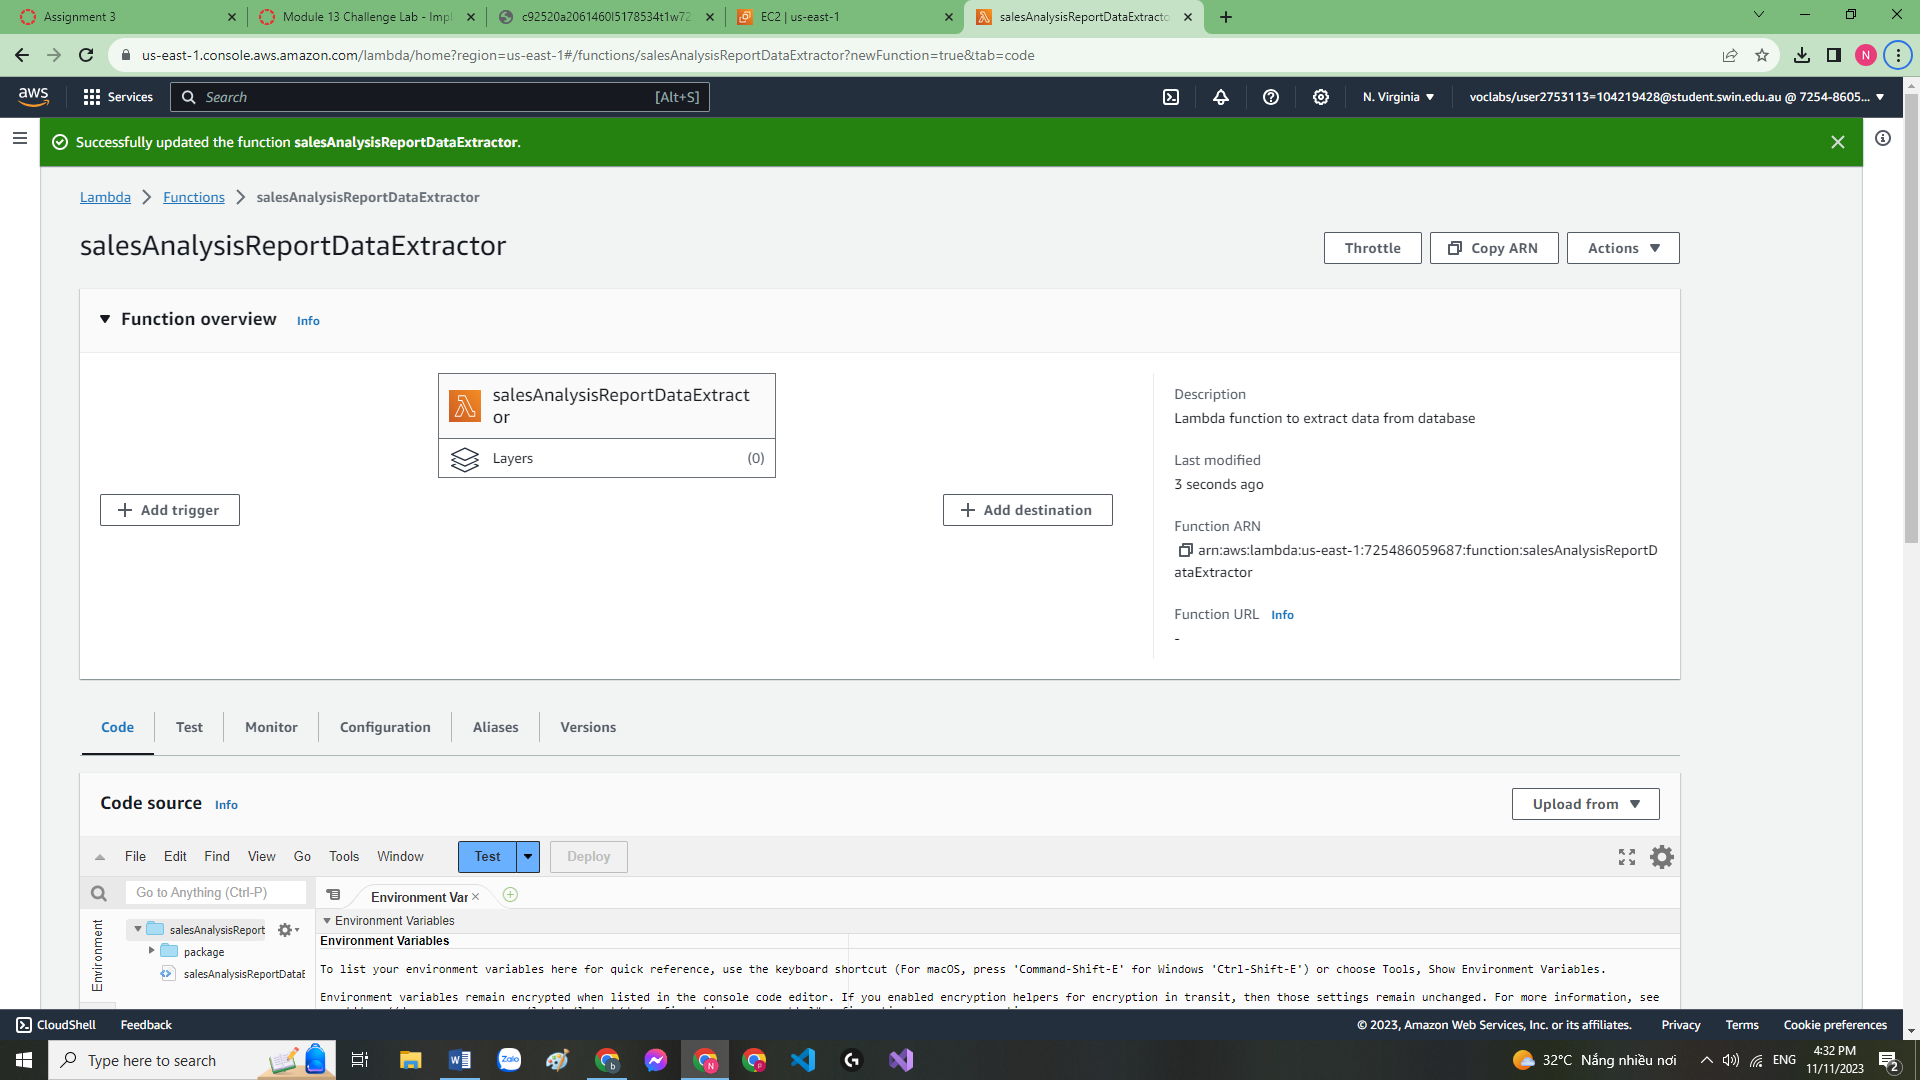 Assignment 3
Module 13 Challenge Lab - Impl
c92520a2061460l5178534t1w72
EC2 | us-east-1
salesAnalysisReportDataExtracto
us-east-1.console.aws.amazon.com/lambda/home?region=us-east-1#/functions/salesAnalysisReportDataExtractor?newFunction=true&tab=code
N
aws
Services
Search
[Alt+S]
N. Virginia
voclabs/user2753113=104219428@student.swin.edu.au @ 7254-8605...
Successfully updated the function salesAnalysisReportDataExtractor.
Lambda
Functions
salesAnalysisReportDataExtractor
salesAnalysisReportDataExtractor
Throttle
Copy ARN
Actions
Function overview
Info
salesAnalysisReportDataExtract
or
Layers
(0)
Add trigger
Add destination
Description
Lambda function to extract data from database
Last modified
3 seconds ago
Function ARN
arn:aws:lambda:us-east-1:725486059687:function:salesAnalysisReportD
ataExtractor
Function URL Info
-
Code
Test
Monitor
Configuration
Aliases
Versions
Code source
Info
Upload from
File
Edit
Find
View
Go
Tools
Window
Test
Deploy
Go to Anything (Ctrl-P)
Environment Var
Environment
salesAnalysisReport
package
salesAnalysisReportDataE
Environment Variables
Environment Variables
To list your environment variables here for quick reference, use the keyboard shortcut (For macOS, press 'Command-Shift-E' for Windows 'Ctrl-Shift-E') or choose Tools, Show Environment Variables.
Environment variables remain encrypted when listed in the console code editor. If you enabled encryption helpers for encryption in transit, then those settings remain unchanged. For more information, see
CloudShell
Feedback
© 2023, Amazon Web Services, Inc. or its affiliates.
Privacy
Terms
Cookie preferences
Type here to search
Zalo
32°C Nắng nhiều nơi
ENG
4:32 PM
11/11/2023
2